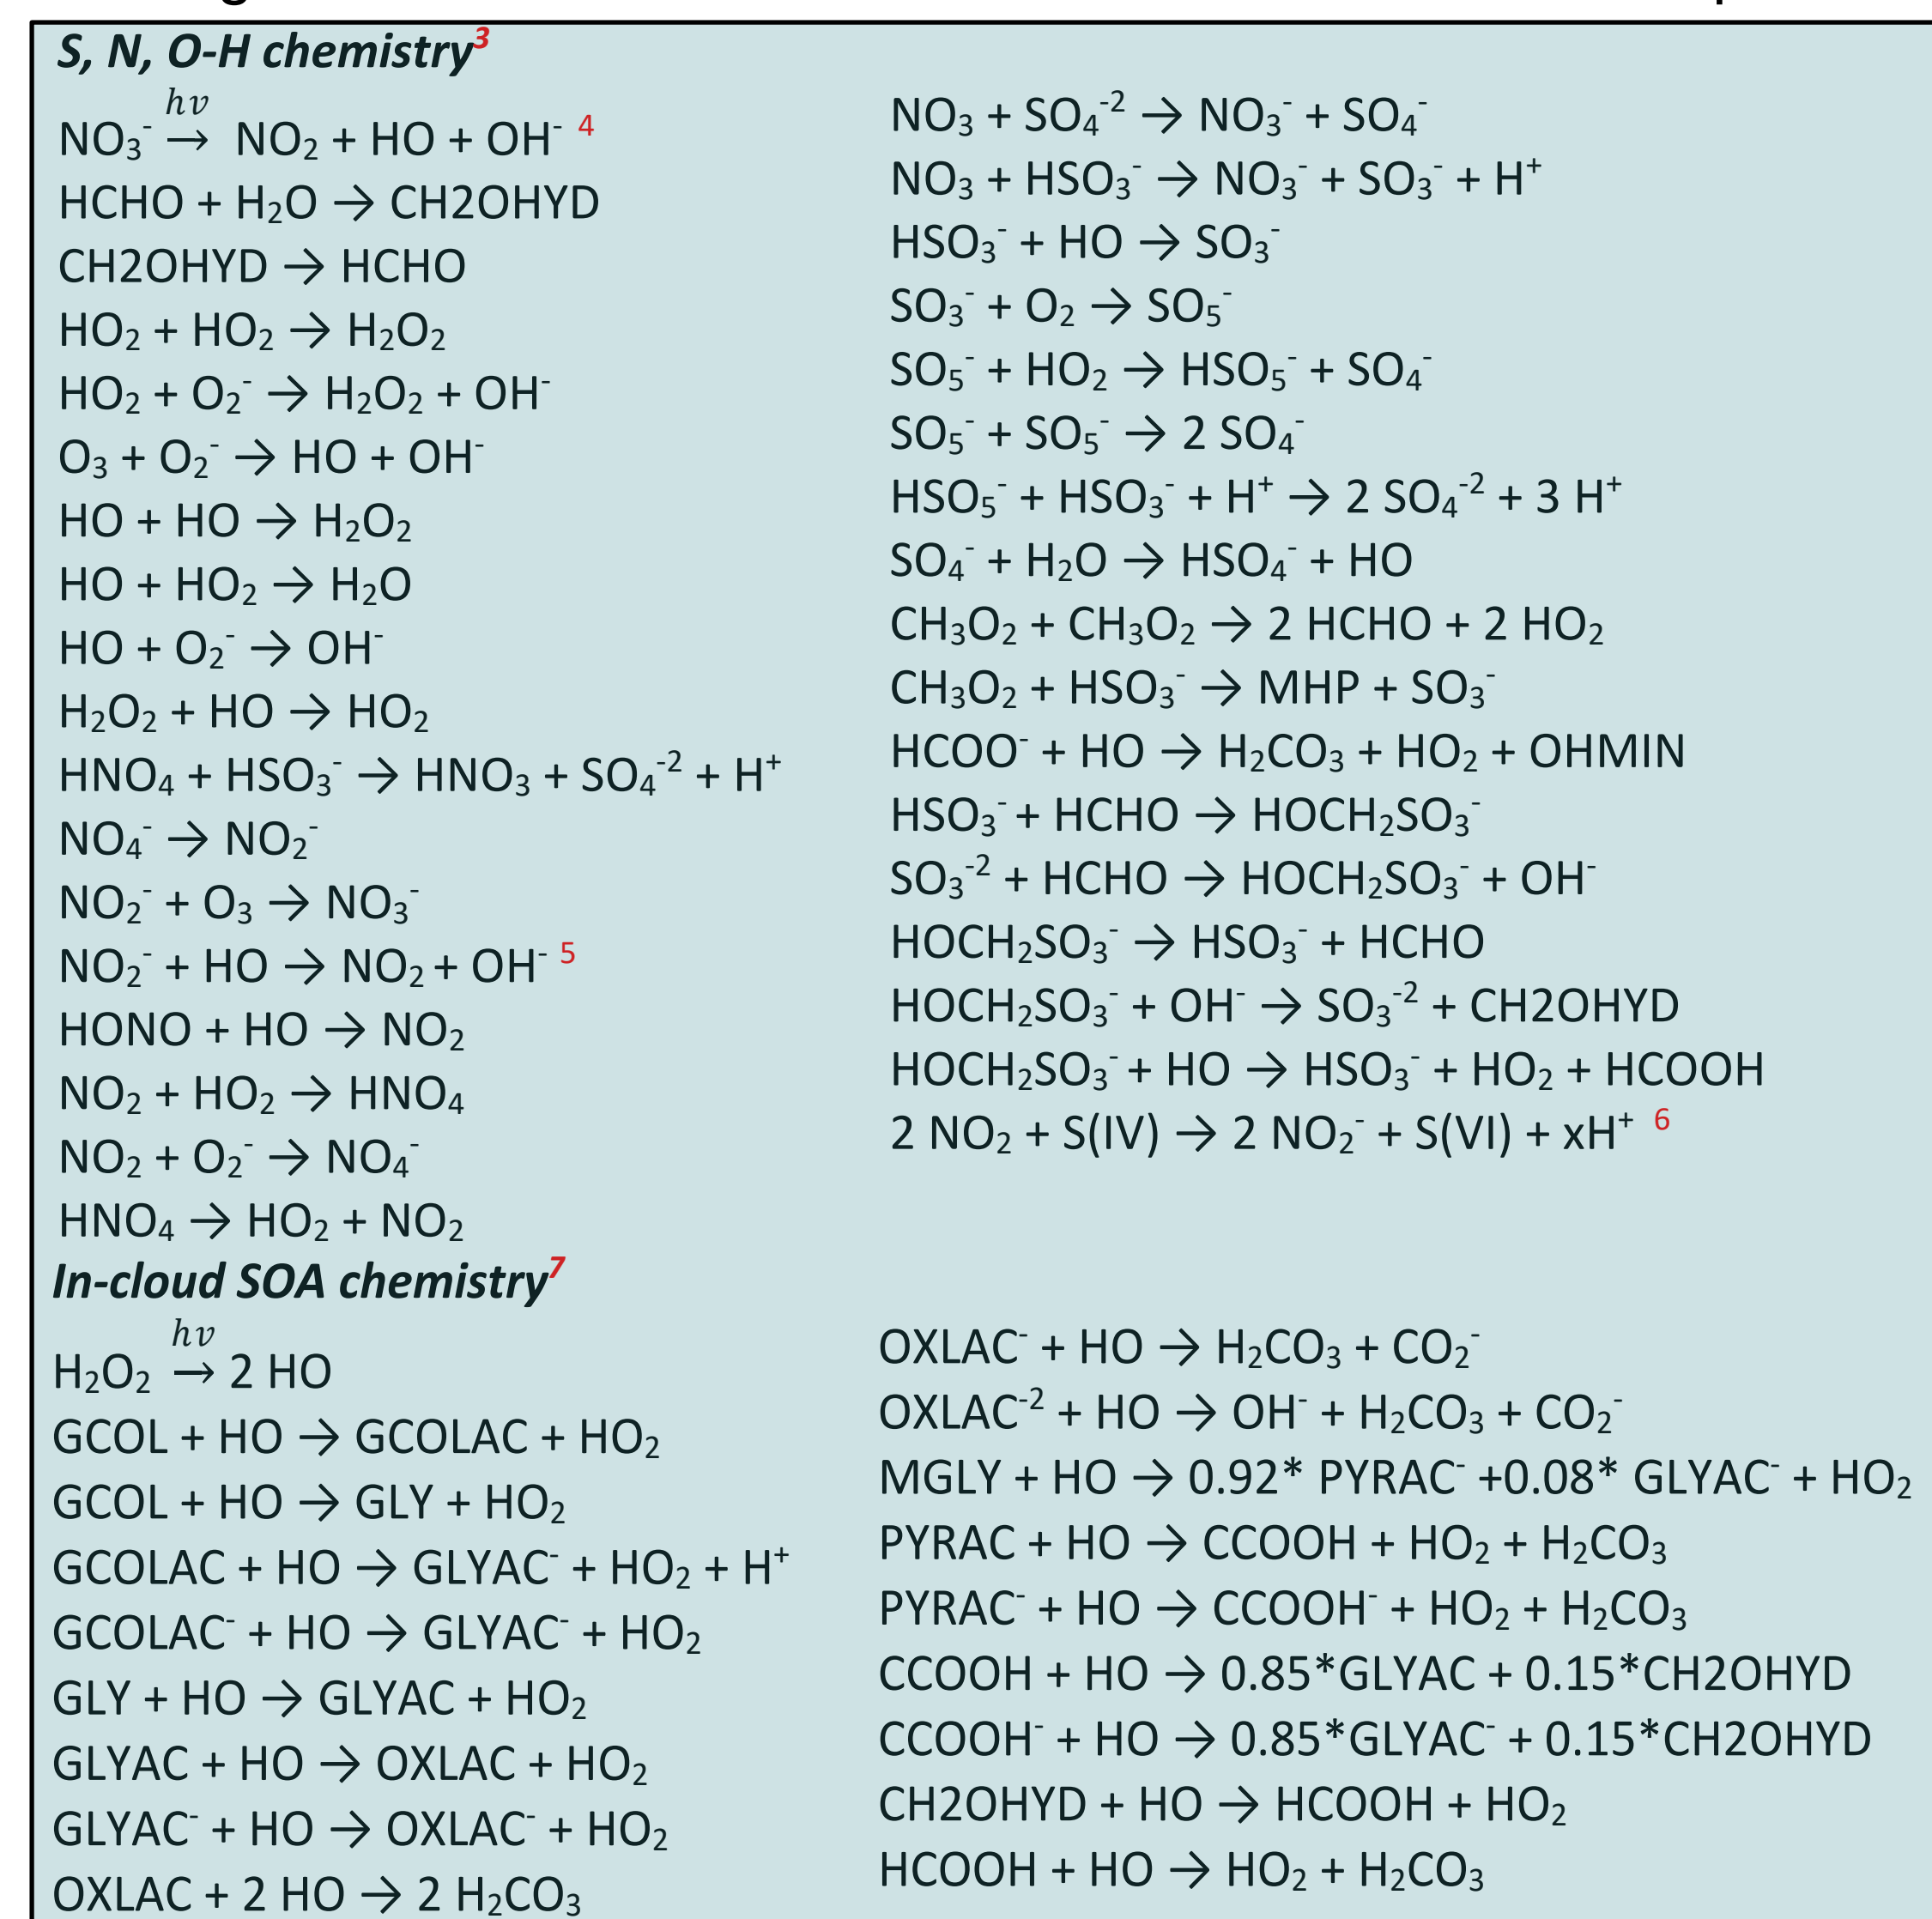 S, N, O-H chemistry³
hν
NO₃⁻ → NO₂ + HO + OH⁻ ⁴
HCHO + H₂O → CH2OHYD
CH2OHYD → HCHO
HO₂ + HO₂ → H₂O₂
HO₂ + O₂⁻ → H₂O₂ + OH⁻
O₃ + O₂⁻ → HO + OH⁻
HO + HO → H₂O₂
HO + HO₂ → H₂O
HO + O₂⁻ → OH⁻
H₂O₂ + HO → HO₂
HNO₄ + HSO₃⁻ → HNO₃ + SO₄⁻² + H⁺
NO₄⁻ → NO₂⁻
NO₂⁻ + O₃ → NO₃⁻
NO₂⁻ + HO → NO₂ + OH⁻ ⁵
HONO + HO → NO₂
NO₂ + HO₂ → HNO₄
NO₂ + O₂⁻ → NO₄⁻
HNO₄ → HO₂ + NO₂
NO₃ + SO₄⁻² → NO₃⁻ + SO₄⁻
NO₃ + HSO₃⁻ → NO₃⁻ + SO₃⁻ + H⁺
HSO₃⁻ + HO → SO₃⁻
SO₃⁻ + O₂ → SO₅⁻
SO₅⁻ + HO₂ → HSO₅⁻ + SO₄⁻
SO₅⁻ + SO₅⁻ → 2 SO₄⁻
HSO₅⁻ + HSO₃⁻ + H⁺ → 2 SO₄⁻² + 3 H⁺
SO₄⁻ + H₂O → HSO₄⁻ + HO
CH₃O₂ + CH₃O₂ → 2 HCHO + 2 HO₂
CH₃O₂ + HSO₃⁻ → MHP + SO₃⁻
HCOO⁻ + HO → H₂CO₃ + HO₂ + OHMIN
HSO₃⁻ + HCHO → HOCH₂SO₃⁻
SO₃⁻² + HCHO → HOCH₂SO₃⁻ + OH⁻
HOCH₂SO₃⁻ → HSO₃⁻ + HCHO
HOCH₂SO₃⁻ + OH⁻ → SO₃⁻² + CH2OHYD
HOCH₂SO₃⁻ + HO → HSO₃⁻ + HO₂ + HCOOH
2 NO₂ + S(IV) → 2 NO₂⁻ + S(VI) + xH⁺ ⁶
In-cloud SOA chemistry⁷
hν
H₂O₂ → 2 HO
GCOL + HO → GCOLAC + HO₂
GCOL + HO → GLY + HO₂
GCOLAC + HO → GLYAC⁻ + HO₂ + H⁺
GCOLAC⁻ + HO → GLYAC⁻ + HO₂
GLY + HO → GLYAC + HO₂
GLYAC + HO → OXLAC + HO₂
GLYAC⁻ + HO → OXLAC⁻ + HO₂
OXLAC + 2 HO → 2 H₂CO₃
OXLAC⁻ + HO → H₂CO₃ + CO₂⁻
OXLAC⁻² + HO → OH⁻ + H₂CO₃ + CO₂⁻
MGLY + HO → 0.92* PYRAC⁻ +0.08* GLYAC⁻ + HO₂
PYRAC + HO → CCOOH + HO₂ + H₂CO₃
PYRAC⁻ + HO → CCOOH⁻ + HO₂ + H₂CO₃
CCOOH + HO → 0.85*GLYAC + 0.15*CH2OHYD
CCOOH⁻ + HO → 0.85*GLYAC⁻ + 0.15*CH2OHYD
CH2OHYD + HO → HCOOH + HO₂
HCOOH + HO → HO₂ + H₂CO₃